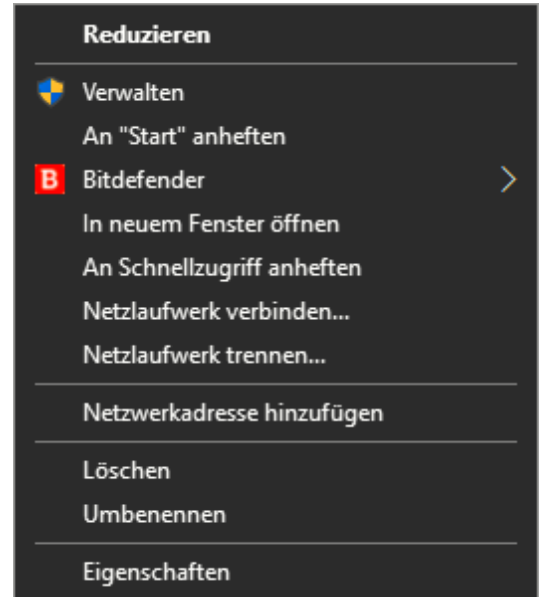 Reduzieren
Verwalten
An "Start" anheften
B Bitdefender
In neuem Fenster öffnen
An Schnellzugriff anheften
Netzlaufwerk verbinden...
Netzlaufwerk trennen...
Netzwerkadresse hinzufügen
Löschen
Umbenennen
Eigenschaften